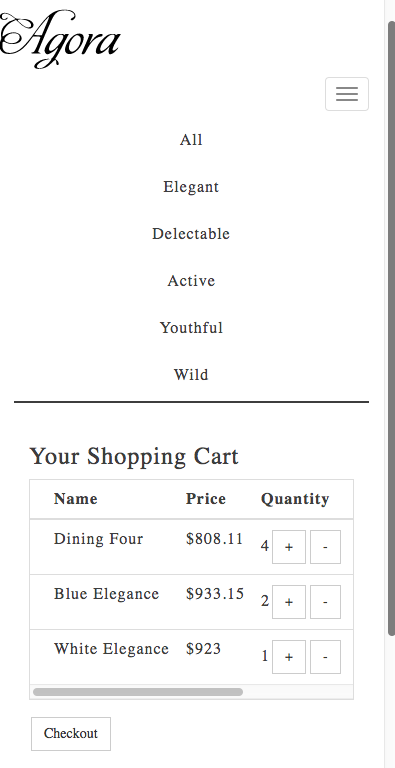 Agora
All
Elegant
Delectable
Active
Youthful
Wild
Your Shopping Cart
Name Price Quantity
Dining Four $808.11 4 + -
Blue Elegance $933.15 2 + -
White Elegance $923 1 + -
Checkout